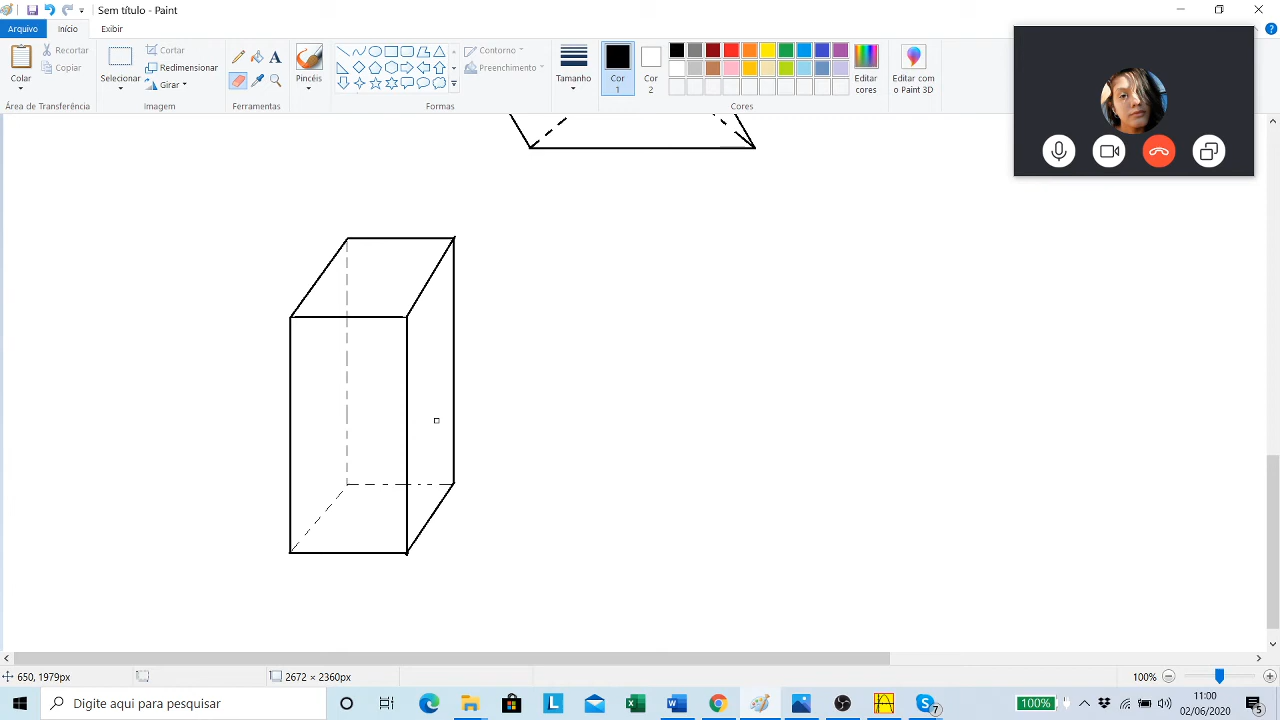 Sem título - Paint
Arquivo
Início
Exibir
Colar
Recortar
Copiar
Área de Transferência
Selecionar
Cortar
Redimensionar
Girar
Imagem
Ferramentas
Pincéis
Contorno
Preenchimento
Formas
Tamanho
Cor
1
Cor
2
Cores
Editar
cores
Editar com
o Paint 3D
650, 1979px
2672 × 2360px
100%
Digite aqui para pesquisar
100%
11:00
02/06/2020
7
5